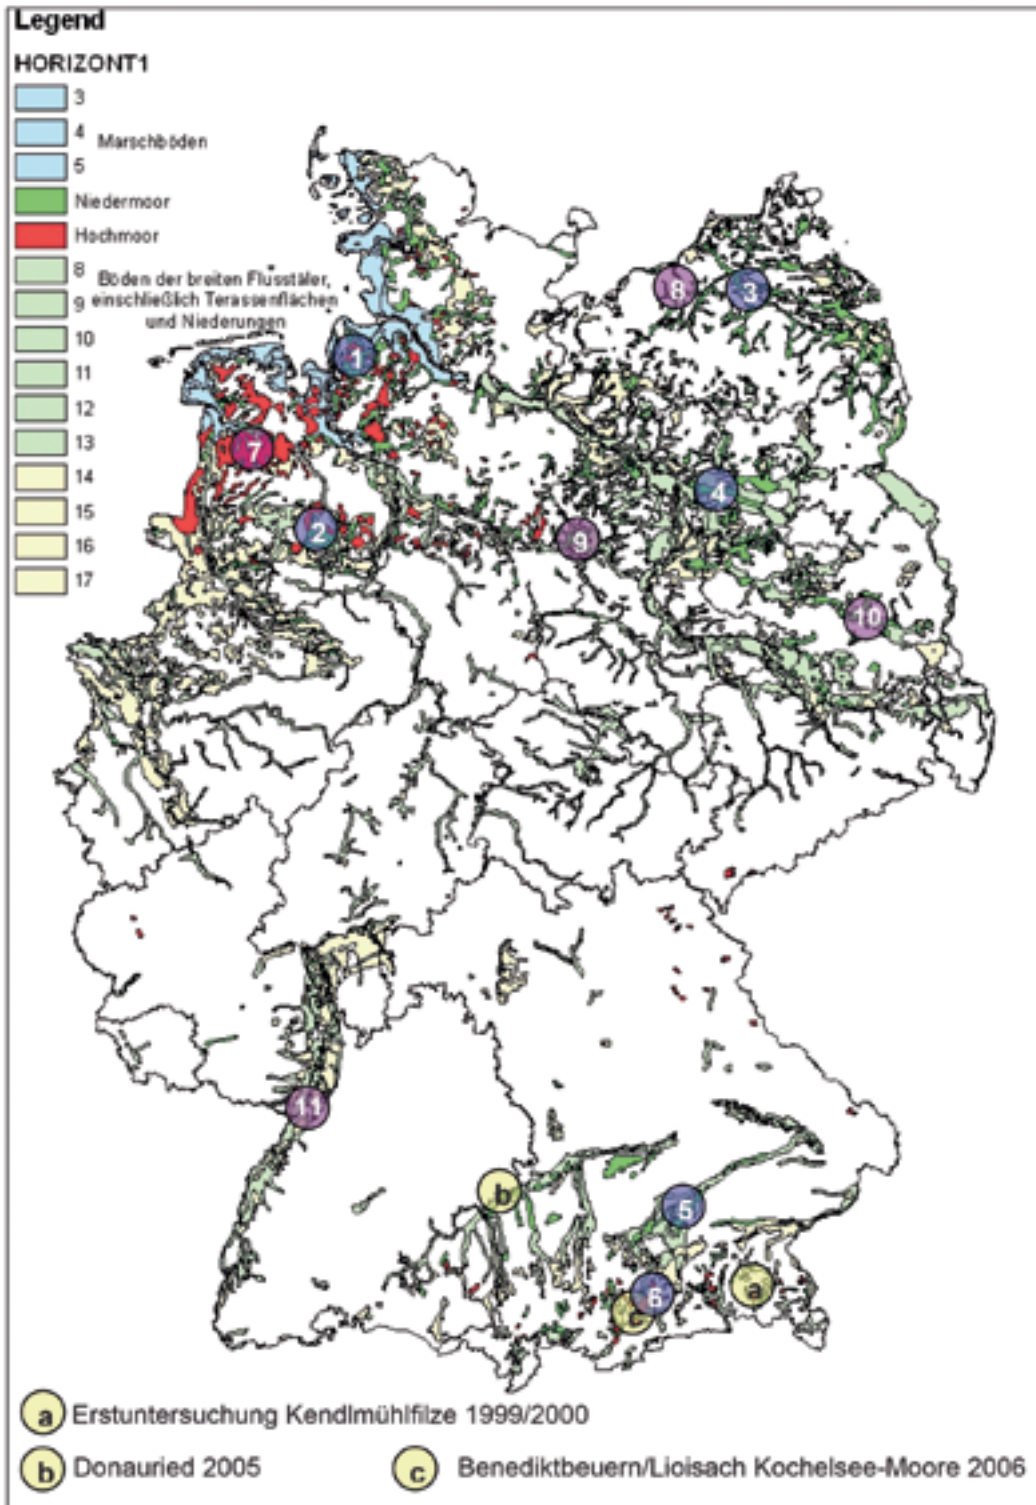 Legend
HORIZONT1
3
4 Marschböden
5
Niedermoor
Hochmoor
8 Böden der breiten Flusstäler,
9 einschließlich Terassenflächen
und Niederungen
10
11
12
13
14
15
16
17
8
3
1
7
4
2
9
10
11
b
5
6
a
c
a Erstuntersuchung Kendlmühlfilze 1999/2000
b Donauried 2005
c Benediktbeuern/Lioisach Kochelsee-Moore 2006